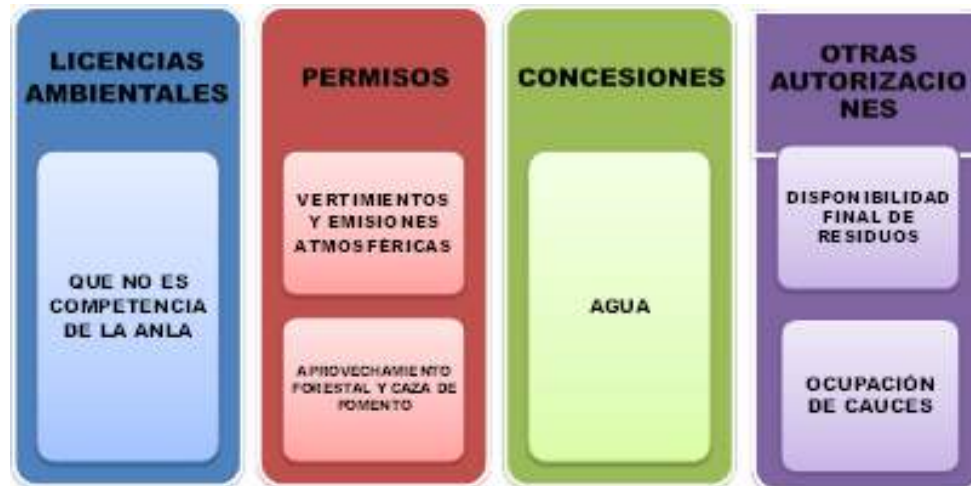 LICENCIAS
AMBIENTALES
QUE NO ES
COMPETENCIA
DE LA ANLA
PERMISOS
VERTIMIENTOS
Y EMISIONES
ATMOSFÉRICAS
APROVECHAMIENTO
FORESTAL Y CAZA DE
FOMENTO
CONCESIONES
AGUA
OTRAS
AUTORIZACIO
NES
DISPONIBILIDAD
FINAL DE
RESIDUOS
OCUPACIÓN
DE CAUCES